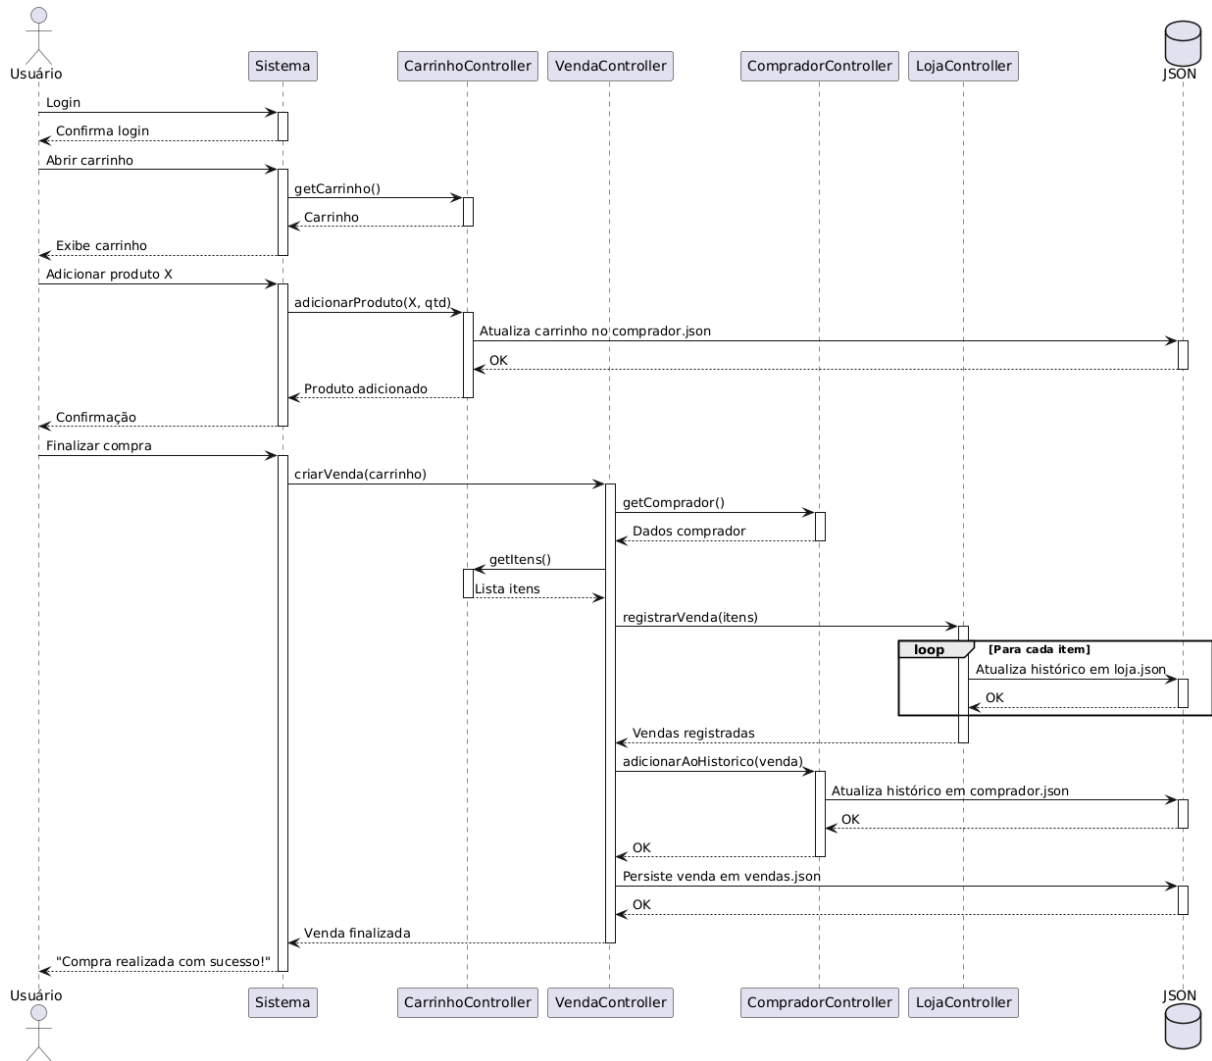 Usuário
Sistema
CarrinhoController
VendaController
CompradorController
LojaController
JSON
Login
Confirma login
Abrir carrinho
getCarrinho()
Carrinho
Exibe carrinho
Adicionar produto X
adicionarProduto(X, qtd)
Atualiza carrinho no comprador.json
OK
Produto adicionado
Confirmação
Finalizar compra
criarVenda(carrinho)
getComprador()
Dados comprador
getItens()
Lista itens
registrarVenda(itens)
loop [Para cada item]
Atualiza histórico em loja.json
OK
Vendas registradas
adicionarAoHistorico(venda)
Atualiza histórico em comprador.json
OK
OK
Persiste venda em vendas.json
OK
Venda finalizada
"Compra realizada com sucesso!"
Usuário
Sistema
CarrinhoController
VendaController
CompradorController
LojaController
JSON